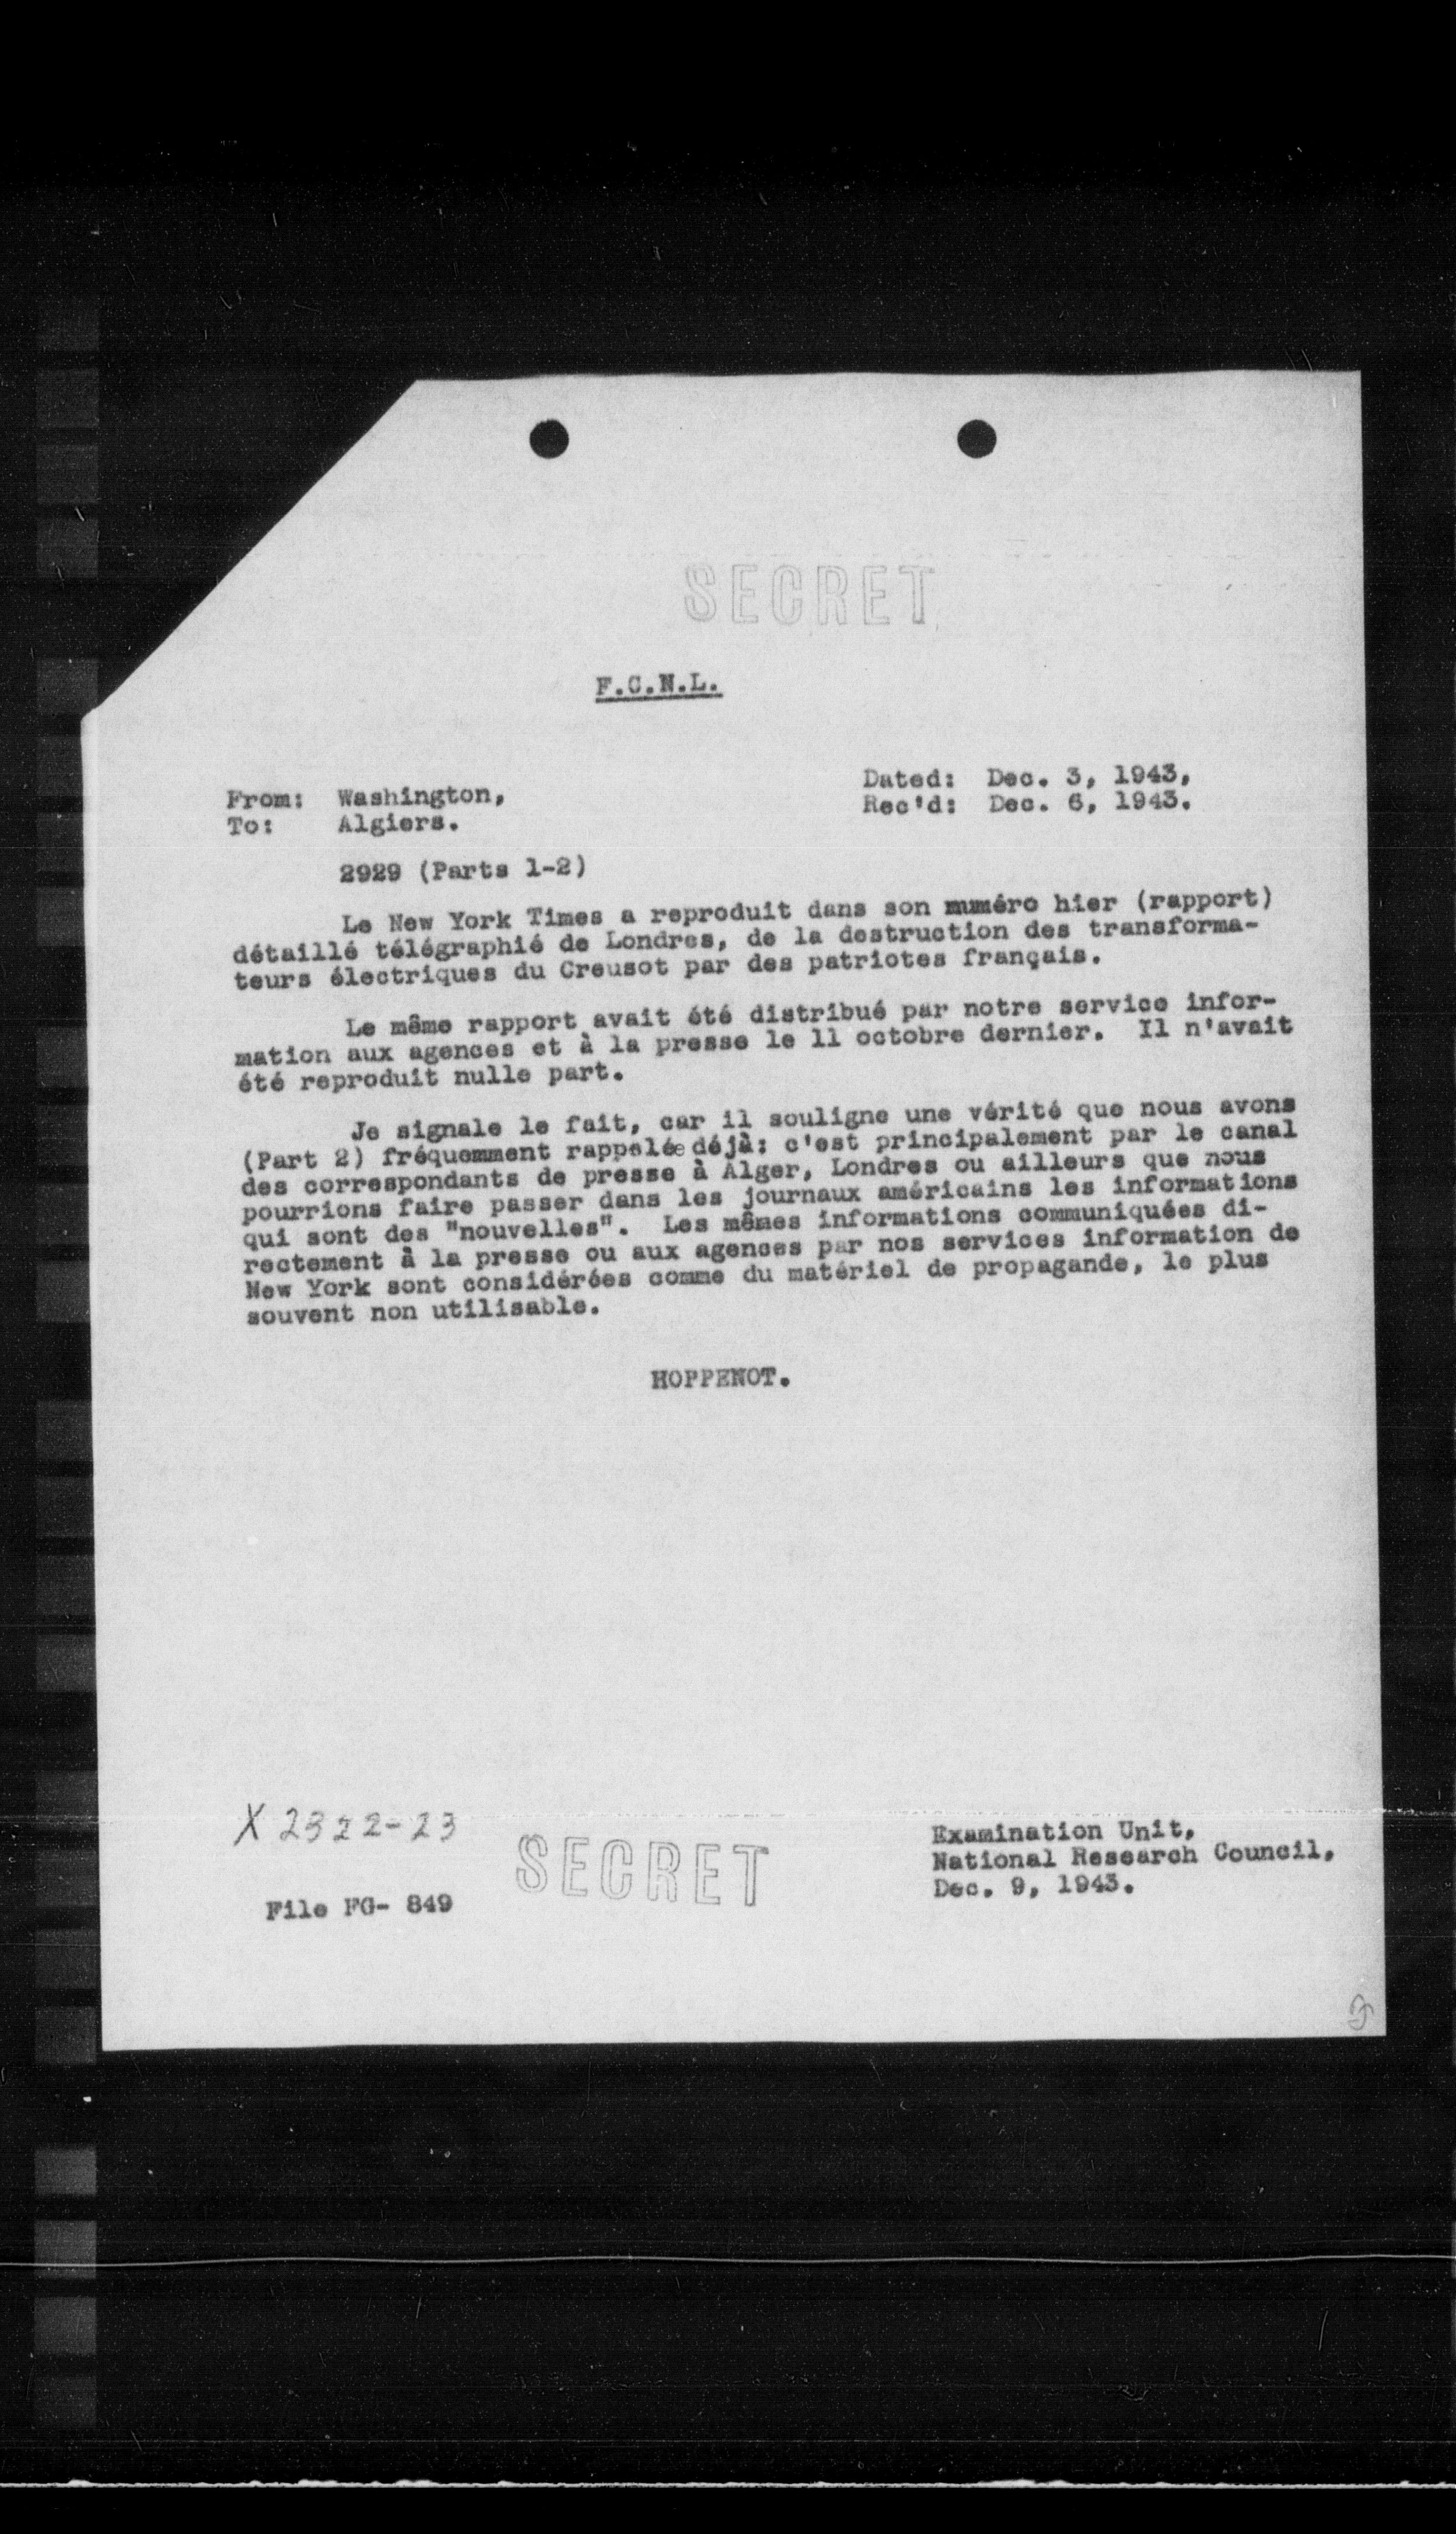 SECRET
F.C.N.L.
From: Washington,
To: Algiers.
Dated: Dec. 3, 1943,
Rec'd: Dec. 6, 1943.
2929 (Parts 1-2)
Le New York Times a reproduit dans son numéro hier (rapport)
détaillé télégraphié de Londres, de la destruction des transforma-
teurs électriques du Creusot par des patriotes français.
Le même rapport avait été distribué par notre service infor-
mation aux agences et à la presse le 11 octobre dernier. Il n'avait
été reproduit nulle part.
Je signale le fait, car il souligne une vérité que nous avons
(Part 2) fréquemment rappelée déjà: c'est principalement par le canal
des correspondants de presse à Alger, Londres ou ailleurs que nous
pourrions faire passer dans les journaux américains les informations
qui sont des "nouvelles". Les mêmes informations communiquées di-
rectement à la presse ou aux agences par nos services information de
New York sont considérées comme du matériel de propagande, le plus
souvent non utilisable.
HOPPENOT.
X 2322-23
SECRET
File FG- 849
Examination Unit,
National Research Council,
Dec. 9, 1943.